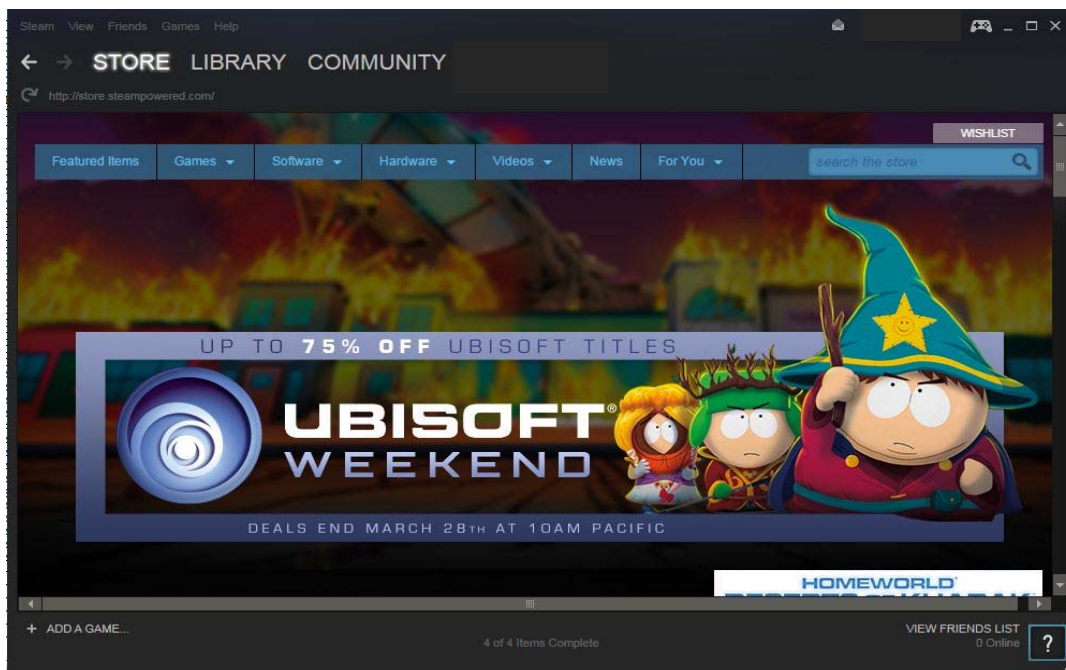 Steam View Friends Games Help
STORE LIBRARY COMMUNITY
http://store.steampowered.com/
WISHLIST
Featured Items Games Software Hardware Videos News For You search the store
UP TO 75% OFF UBISOFT TITLES
UBISOFT®
WEEKEND
DEALS END MARCH 28TH AT 10AM PACIFIC
HOMEWORLD
+ ADD A GAME...
4 of 4 Items Complete
VIEW FRIENDS LIST
0 Online
?